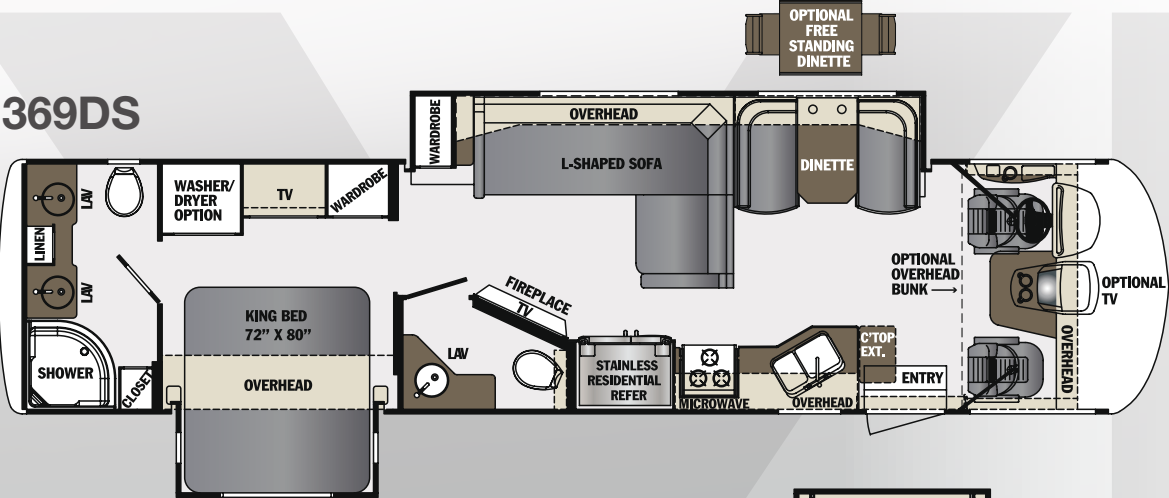 369DS
OPTIONAL
FREE
STANDING
DINETTE
WARDROBE
OVERHEAD
L-SHAPED SOFA
DINETTE
LAV
LINEN
LAV
SHOWER
CLOSET
WASHER/
DRYER
OPTION
TV
WARDROBE
KING BED
72” X 80”
OVERHEAD
FIREPLACE
TV
LAV
STAINLESS
RESIDENTIAL
REFER
MICROWAVE
OVERHEAD
C'TOP
EXT.
ENTRY
OPTIONAL
OVERHEAD
BUNK
OPTIONAL
TV
OVERHEAD